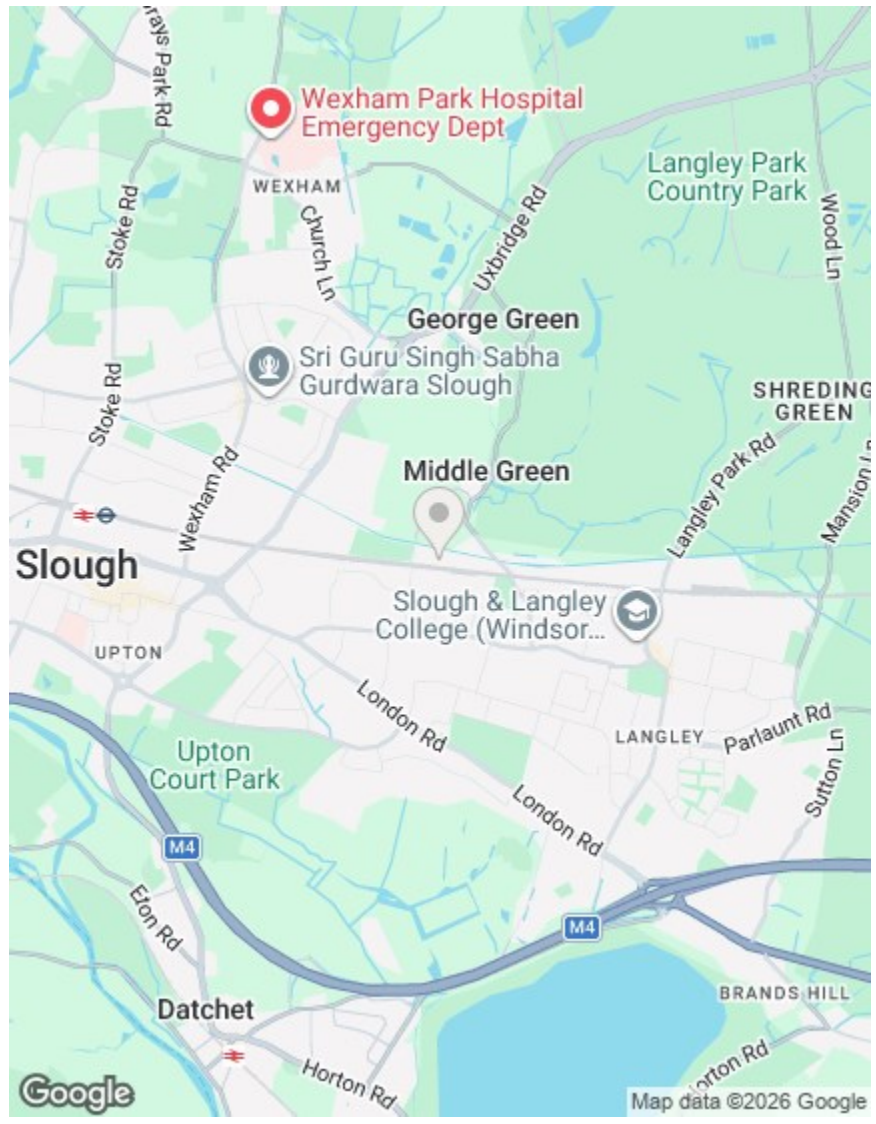 rays Park Rd
Wexham Park Hospital
Emergency Dept
WEXHAM
Langley Park
Country Park
Stoke Rd
Church Ln
Uxbridge Rd
Wood Ln
George Green
Sri Guru Singh Sabha
Gurdwara Slough
Stoke Rd
SHREDING
GREEN
Wexham Rd
Middle Green
Langley Park Rd
Mansion Ln
Slough
Slough & Langley
College (Windsor...
UPTON
London Rd
LANGLEY
Parlaunt Rd
Upton
Court Park
Sutton Ln
London Rd
M4
Eton Rd
M4
BRANDS HILL
Datchet
Horton Rd
orton Rd
Google
Map data ©2026 Google